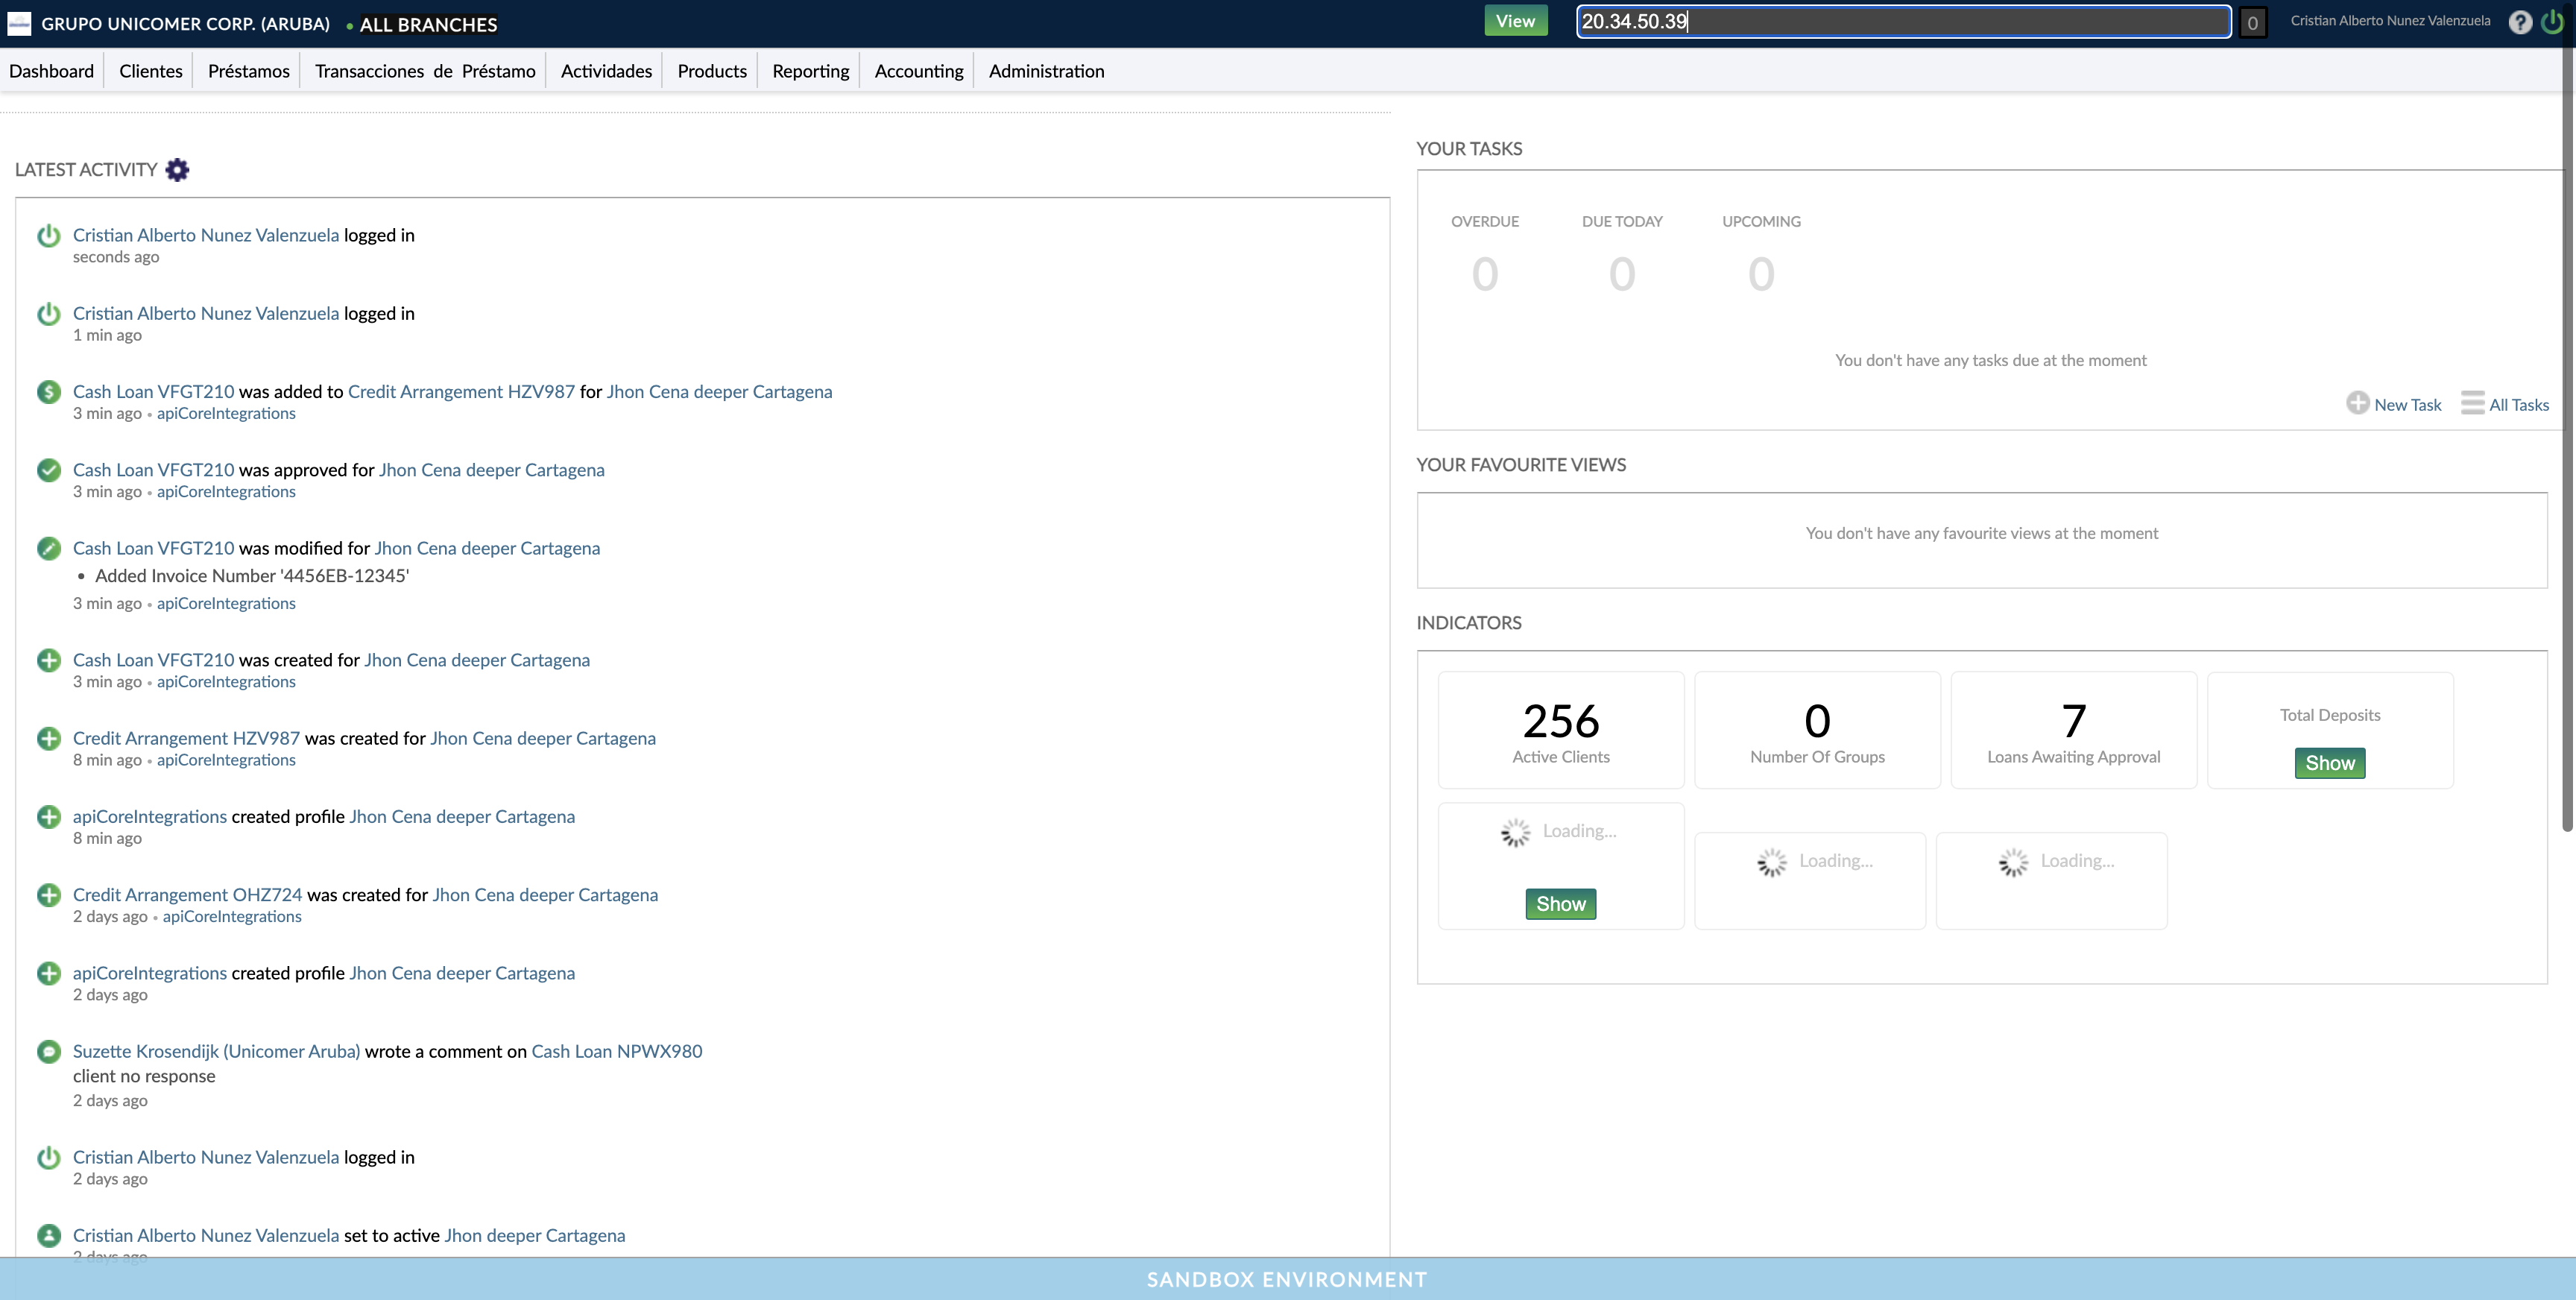 GRUPO UNICOMER CORP. (ARUBA) • ALL BRANCHES
View
20.34.50.39
0
Cristian Alberto Nunez Valenzuela
?
Dashboard
Clientes
Préstamos
Transacciones de Préstamo
Actividades
Products
Reporting
Accounting
Administration
LATEST ACTIVITY
Cristian Alberto Nunez Valenzuela logged in
seconds ago
Cristian Alberto Nunez Valenzuela logged in
1 min ago
Cash Loan VFGT210 was added to Credit Arrangement HZV987 for Jhon Cena deeper Cartagena
3 min ago • apiCoreIntegrations
Cash Loan VFGT210 was approved for Jhon Cena deeper Cartagena
3 min ago • apiCoreIntegrations
Cash Loan VFGT210 was modified for Jhon Cena deeper Cartagena
• Added Invoice Number '4456EB-12345'
3 min ago • apiCoreIntegrations
Cash Loan VFGT210 was created for Jhon Cena deeper Cartagena
3 min ago • apiCoreIntegrations
Credit Arrangement HZV987 was created for Jhon Cena deeper Cartagena
8 min ago • apiCoreIntegrations
apiCoreIntegrations created profile Jhon Cena deeper Cartagena
8 min ago
Credit Arrangement OHZ724 was created for Jhon Cena deeper Cartagena
2 days ago • apiCoreIntegrations
apiCoreIntegrations created profile Jhon Cena deeper Cartagena
2 days ago
Suzette Krosendijk (Unicomer Aruba) wrote a comment on Cash Loan NPWX980
client no response
2 days ago
Cristian Alberto Nunez Valenzuela logged in
2 days ago
Cristian Alberto Nunez Valenzuela set to active Jhon deeper Cartagena
2 days ago
YOUR TASKS
OVERDUE
DUE TODAY
UPCOMING
0
0
0
You don't have any tasks due at the moment
New Task
All Tasks
YOUR FAVOURITE VIEWS
You don't have any favourite views at the moment
INDICATORS
256
Active Clients
0
Number Of Groups
7
Loans Awaiting Approval
Total Deposits
Show
Loading...
Show
Loading...
Loading...
SANDBOX ENVIRONMENT